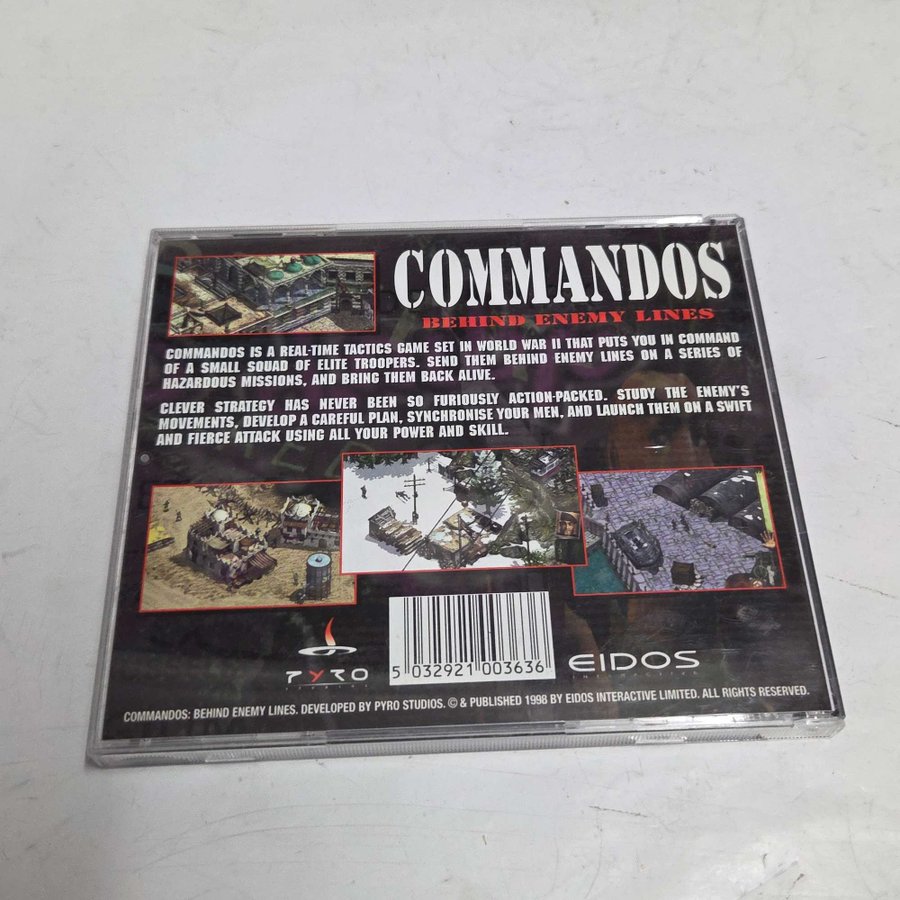 COMMANDOS
BEHIND ENEMY LINES
COMMANDOS IS A REAL-TIME TACTICS GAME SET IN WORLD WAR II THAT PUTS YOU IN COMMAND
OF A SMALL SQUAD OF ELITE TROOPERS. SEND THEM BEHIND ENEMY LINES ON A SERIES OF
HAZARDOUS MISSIONS, AND BRING THEM BACK ALIVE.
CLEVER STRATEGY HAS NEVER BEEN SO FURIOUSLY ACTION-PACKED. STUDY THE ENEMY'S
MOVEMENTS, DEVELOP A CAREFUL PLAN, SYNCHRONISE YOUR MEN, AND LAUNCH THEM ON A SWIFT
AND FIERCE ATTACK USING ALL YOUR POWER AND SKILL.
PYRO
STUDIOS
5 032921 003636
EIDOS
INTERACTIVE
COMMANDOS: BEHIND ENEMY LINES. DEVELOPED BY PYRO STUDIOS. © & PUBLISHED 1998 BY EIDOS INTERACTIVE LIMITED. ALL RIGHTS RESERVED.